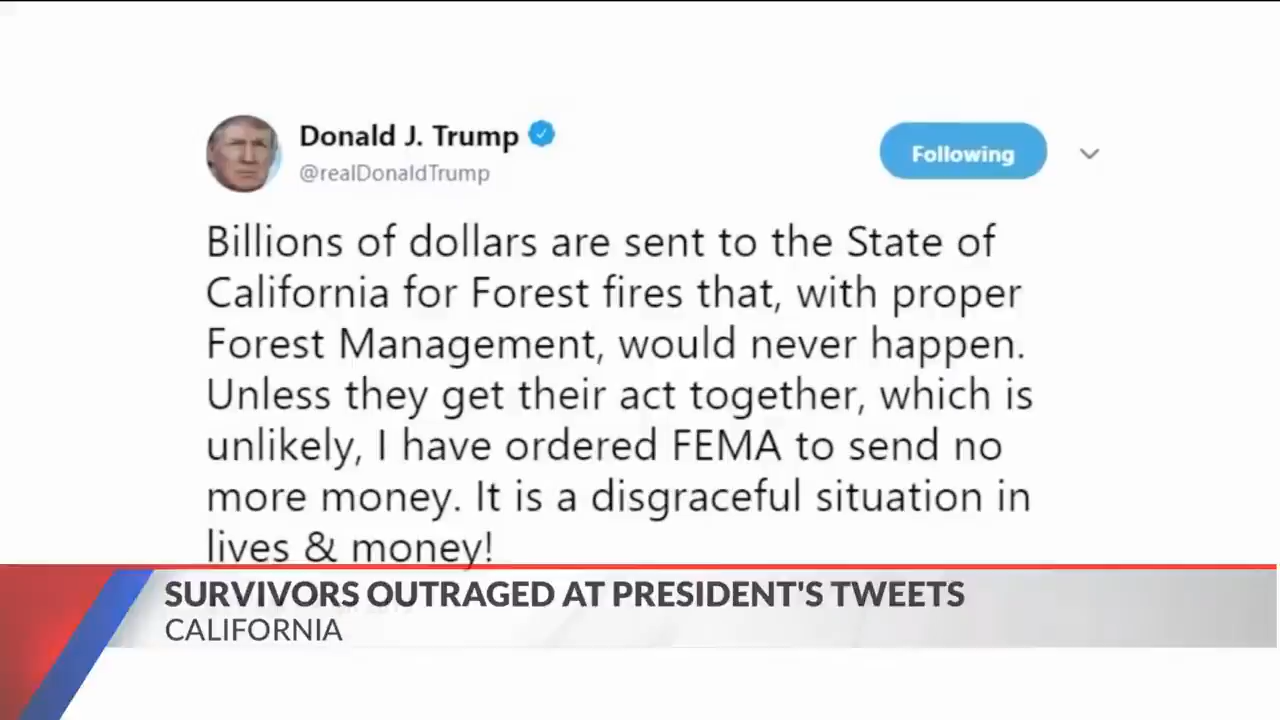 Donald J. Trump
@realDonaldTrump
Following
Billions of dollars are sent to the State of
California for Forest fires that, with proper
Forest Management, would never happen.
Unless they get their act together, which is
unlikely, I have ordered FEMA to send no
more money. It is a disgraceful situation in
lives & money!
SURVIVORS OUTRAGED AT PRESIDENT'S TWEETS
CALIFORNIA